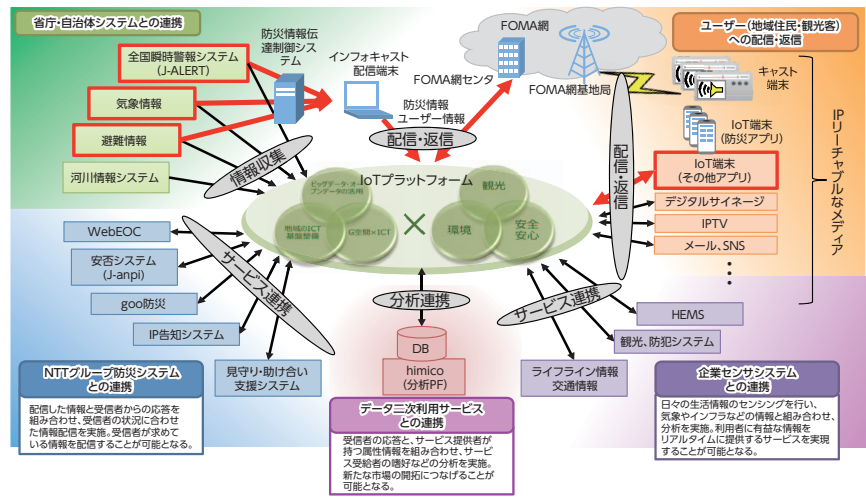 省庁・自治体システムとの連携
全国瞬時警報システム
(J-ALERT)
気象情報
避難情報
河川情報システム
防災情報伝
達制御シス
テム
インフォキャスト
配信端末
防災情報
ユーザー情報
配信・返信
情報収集
FOMA網
FOMA網センタ
FOMA網基地局
ユーザー(地域住民・観光客)
への配信・返信
キャスト
端末
IoT端末
(防災アプリ)
IoT端末
(その他アプリ)
デジタルサイネージ
IPTV
メール、SNS
IPリーチャブルなメディア
配信・返信
IoTプラットフォーム
ビッグデータ・オー
プンデータの活用
地域のICT
基盤整備
G空間×ICT
×
観光
環境
安全
安心
WebEOC
安否システム
(J-anpi)
goo防災
IP告知システム
見守り・助け合い
支援システム
サービス連携
分析連携
サービス連携
DB
himico
(分析PF)
ライフライン情報
交通情報
HEMS
観光、防犯システム
NTTグループ防災システム
との連携
配信した情報と受信者からの応答を
組み合わせ、受信者の状況に合わせ
た情報配信を実施。受信者が求めて
いる情報を配信することが可能となる。
データ二次利用サービス
との連携
受信者の応答と、サービス提供者が
持つ属性情報を組み合わせ、サービ
ス受給者の嗜好などの分析を実施。
新たな市場の開拓につなげることが
可能となる。
企業センサシステム
との連携
日々の生活情報のセンシングを行い、
気象やインフラなどの情報と組み合わせ、
分析を実施。利用者に有益な情報を
リアルタイムに提供するサービスを実現
することが可能となる。